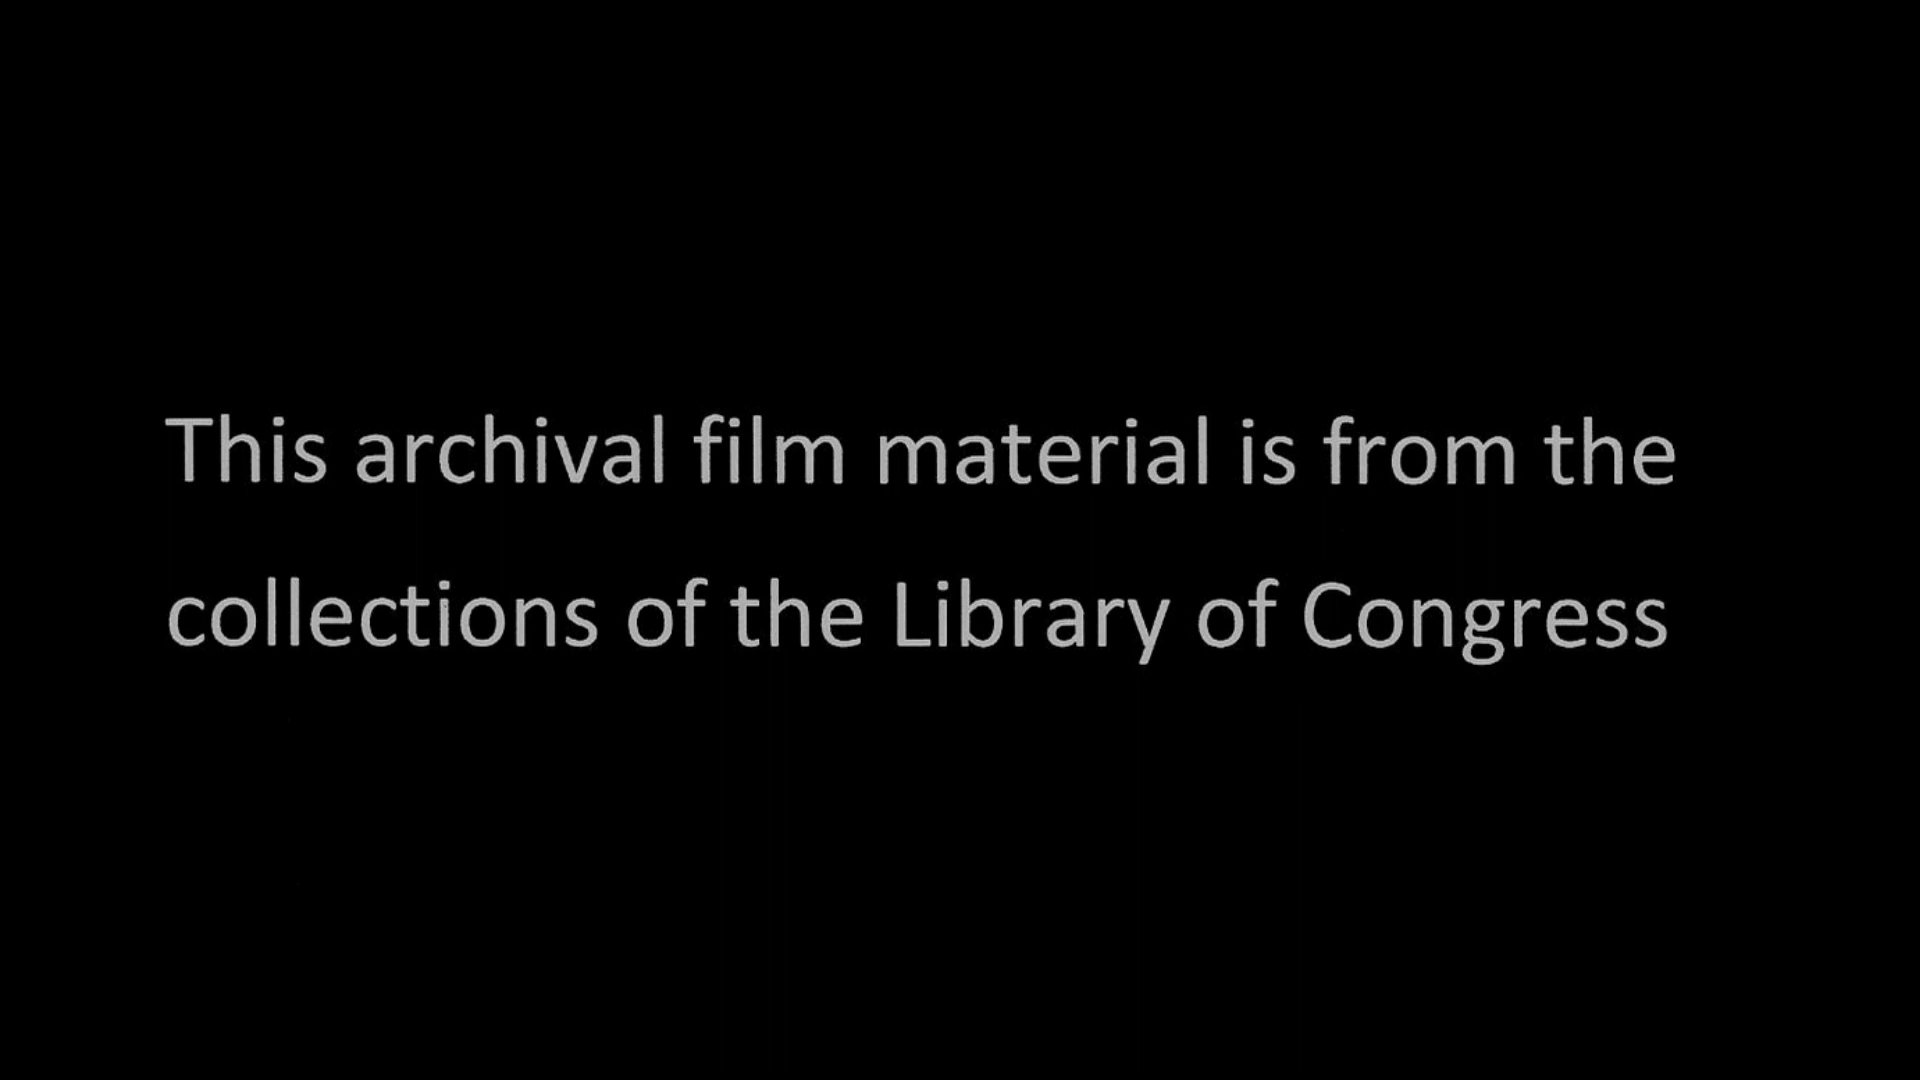 This archival film material is from the
collections of the Library of Congress